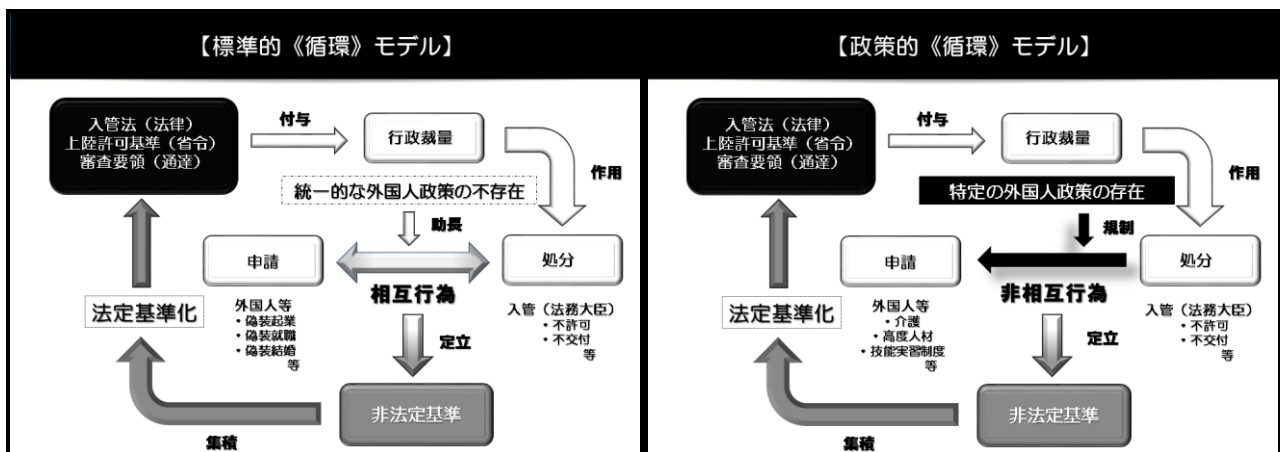 【標準的《循環》モデル】
入管法（法律）
上陸許可基準（省令）
審査要領（通達）
付与
行政裁量
作用
統一的な外国人政策の不存在
助長
申請
処分
相互行為
外国人等
・偽装起業
・偽装就職
・偽装結婚
等
入管（法務大臣）
・不許可
・不交付
等
法定基準化
定立
非法定基準
集積
【政策的《循環》モデル】
入管法（法律）
上陸許可基準（省令）
審査要領（通達）
付与
行政裁量
作用
特定の外国人政策の存在
規制
申請
処分
非相互行為
外国人等
・介護
・高度人材
・技能実習制度
等
入管（法務大臣）
・不許可
・不交付
等
法定基準化
定立
非法定基準
集積